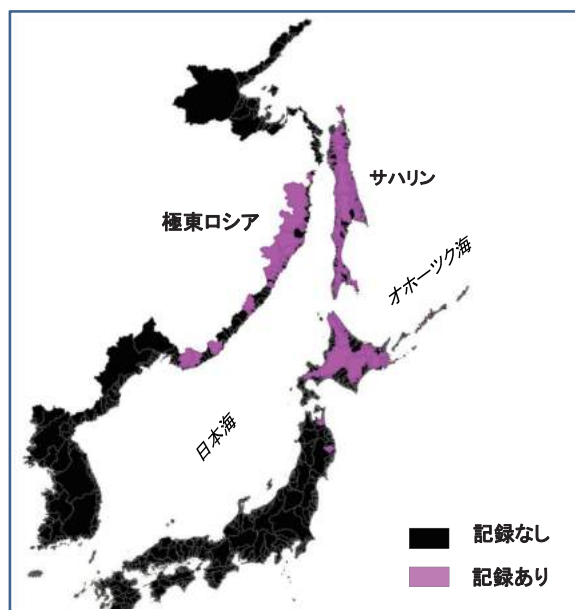 サハリン
極東ロシア
オホーツク海
日本海
記録なし
記録あり